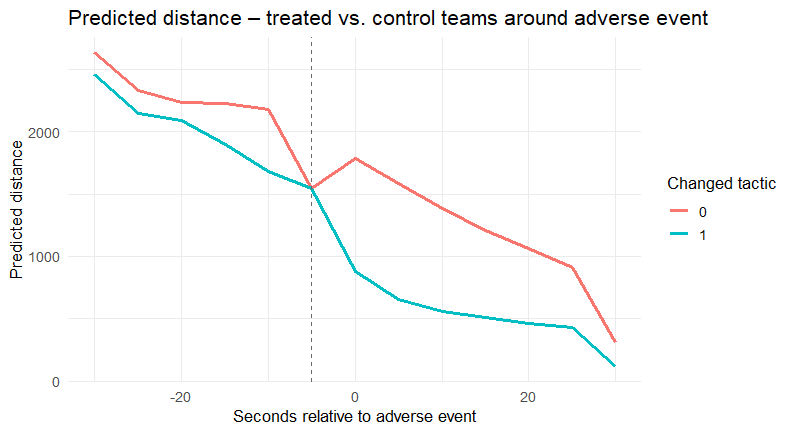 Predicted distance – treated vs. control teams around adverse event
Predicted distance
2000
1000
0
-20
0
20
Seconds relative to adverse event
Changed tactic
0
1